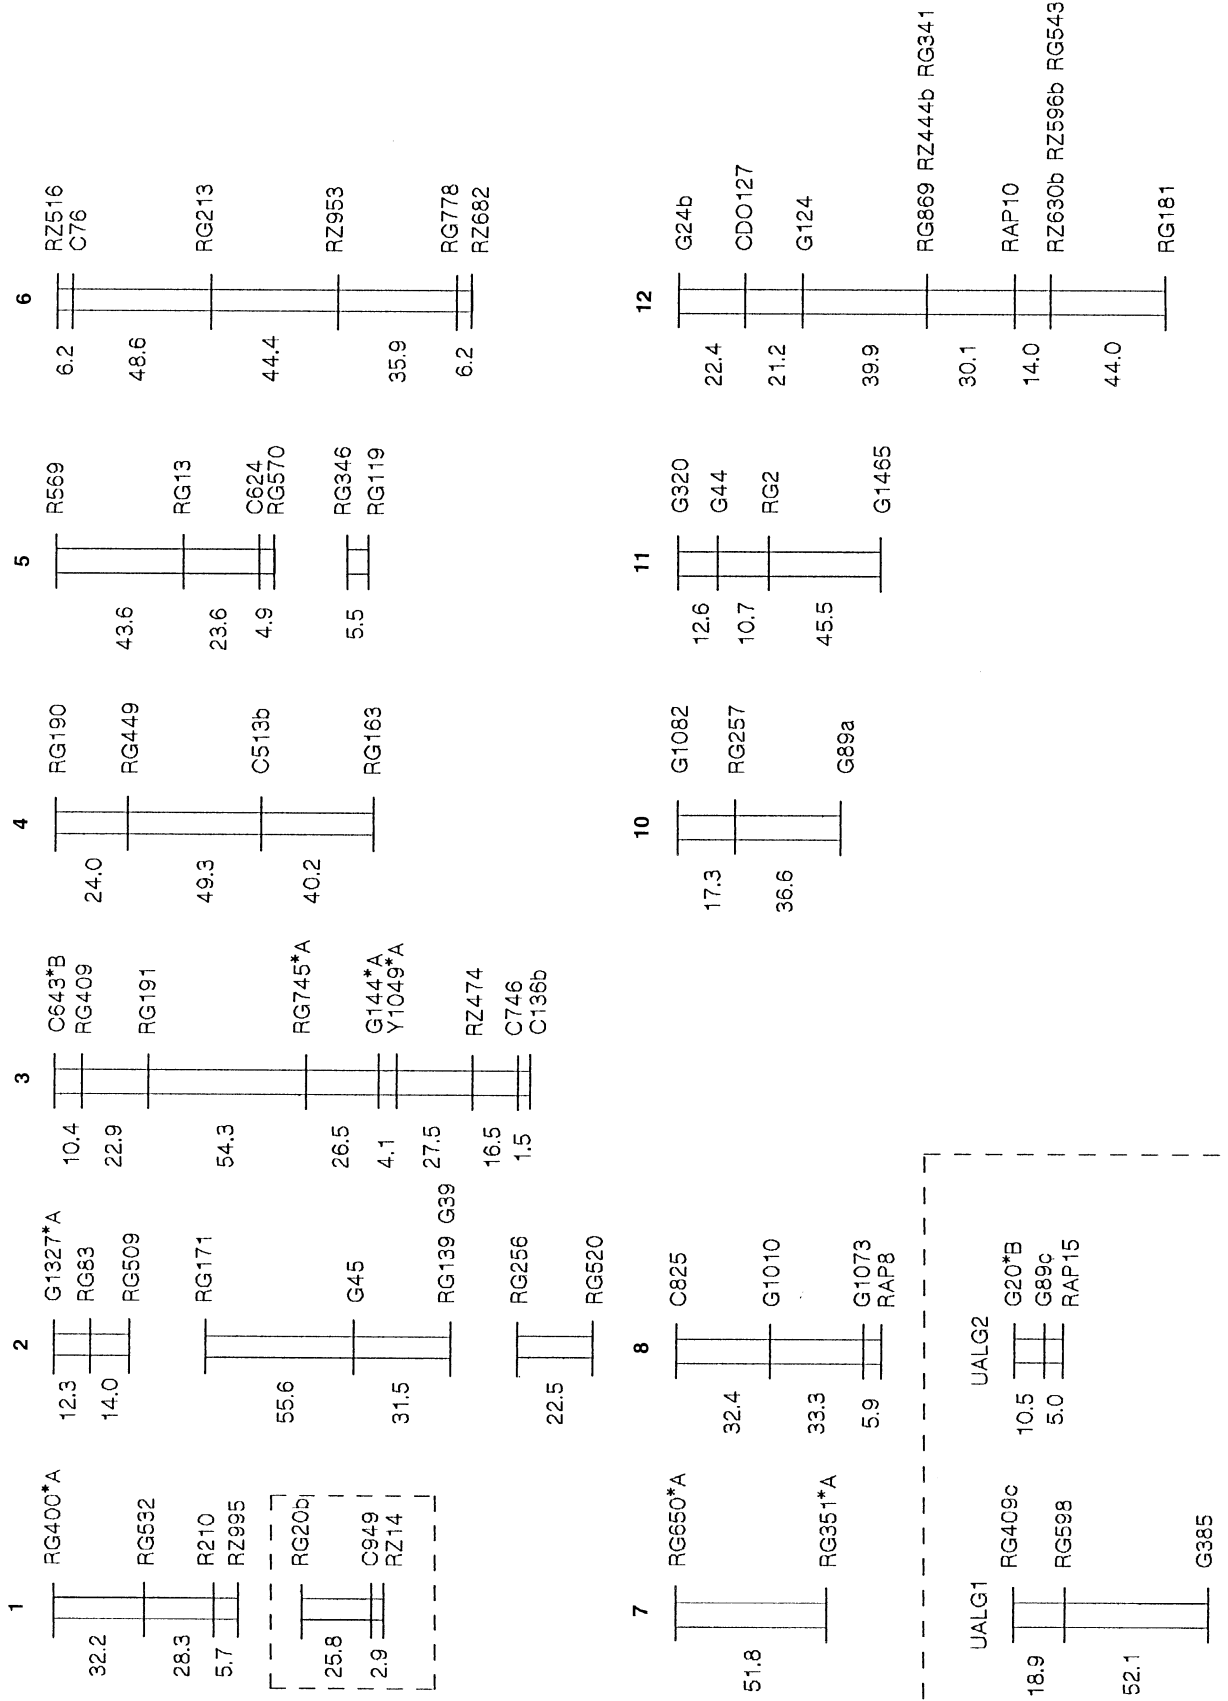 1
RG400*A
32.2
RG532
28.3
R210
5.7
RZ995
RG20b
25.8
C949
2.9
RZ14
2
G1327*A
12.3
RG83
14.0
RG509
RG171
55.6
G45
31.5
RG139 G39
RG256
22.5
RG520
3
C643*B
10.4
RG409
22.9
RG191
54.3
RG745*A
26.5
G144*A
4.1
Y1049*A
27.5
RZ474
16.5
C746
1.5
C136b
4
RG190
24.0
RG449
49.3
C513b
40.2
RG163
5
R569
43.6
RG13
23.6
C624
4.9
RG570
RG346
5.5
RG119
6
RZ516
6.2
C76
48.6
RG213
44.4
RZ953
35.9
RG778
6.2
RZ682
7
RG650*A
51.8
RG351*A
8
C825
32.4
G1010
33.3
G1073
5.9
RAP8
10
G1082
17.3
RG257
36.6
G89a
11
G320
12.6
G44
10.7
RG2
45.5
G1465
12
G24b
22.4
CDO127
21.2
G124
39.9
RG869 RZ444b RG341
30.1
RAP10
14.0
RZ630b RZ596b RG543
44.0
RG181
UALG1
RG409c
18.9
RG598
52.1
G385
UALG2
G20*B
10.5
G89c
5.0
RAP15